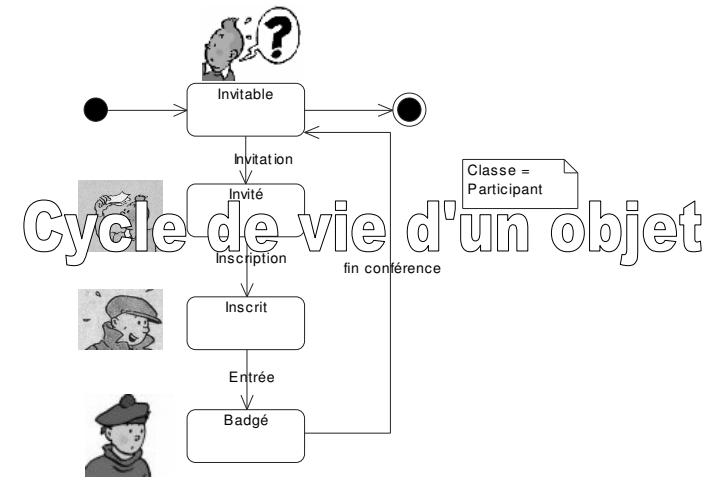 ?
Invitable
Invitation
Classe =
Participant
Invité
Cycle de vie d'un objet
Inscription
fin conférence
Inscrit
Entrée
Badgé